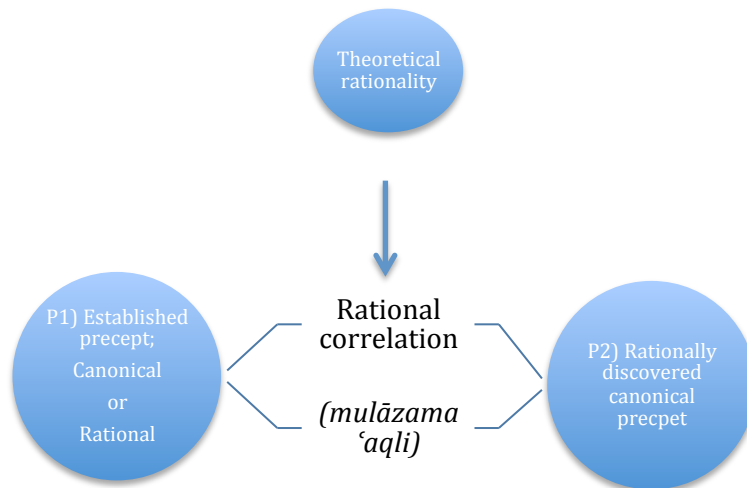 Theoretical
rationality
P1) Established
precept;
Canonical
or
Rational
Rational
correlation
(mulāzama
ʿaqli)
P2) Rationally
discovered
canonical
precpet